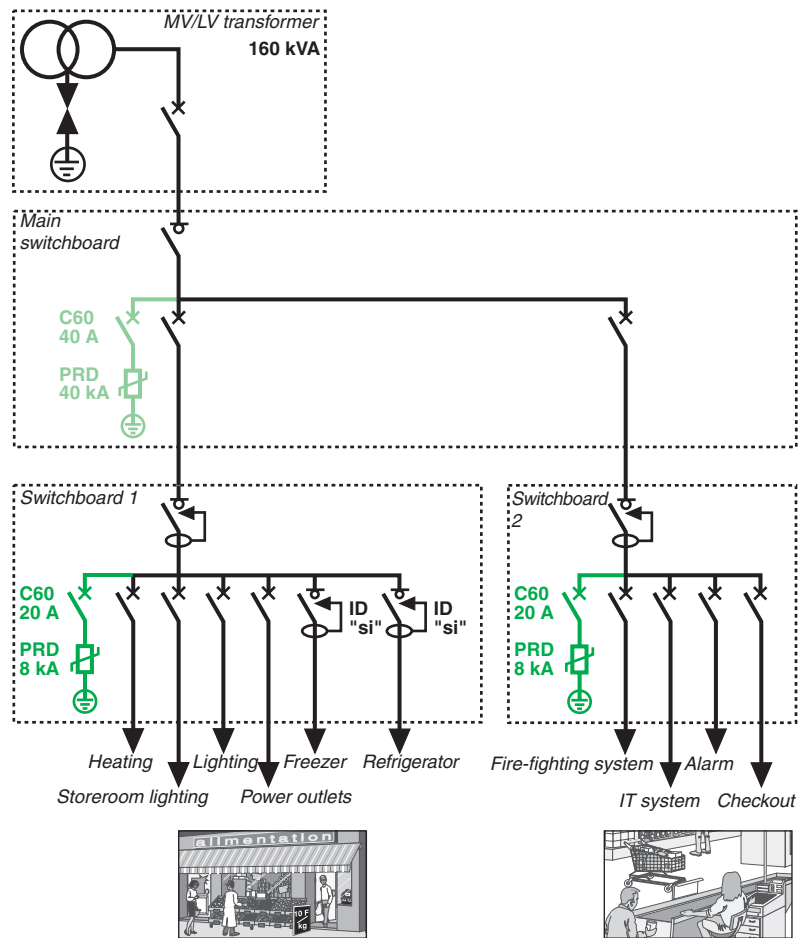 MV/LV transformer
160 kVA
Main
switchboard
C60
40 A
PRD
40 kA
Switchboard 1
Switchboard
2
C60
20 A
ID
"si"
ID
"si"
C60
20 A
PRD
8 kA
PRD
8 kA
Heating
Lighting
Freezer
Refrigerator
Fire-fighting system
Alarm
Storeroom lighting
Power outlets
IT system
Checkout
alimentation
10 F
kg